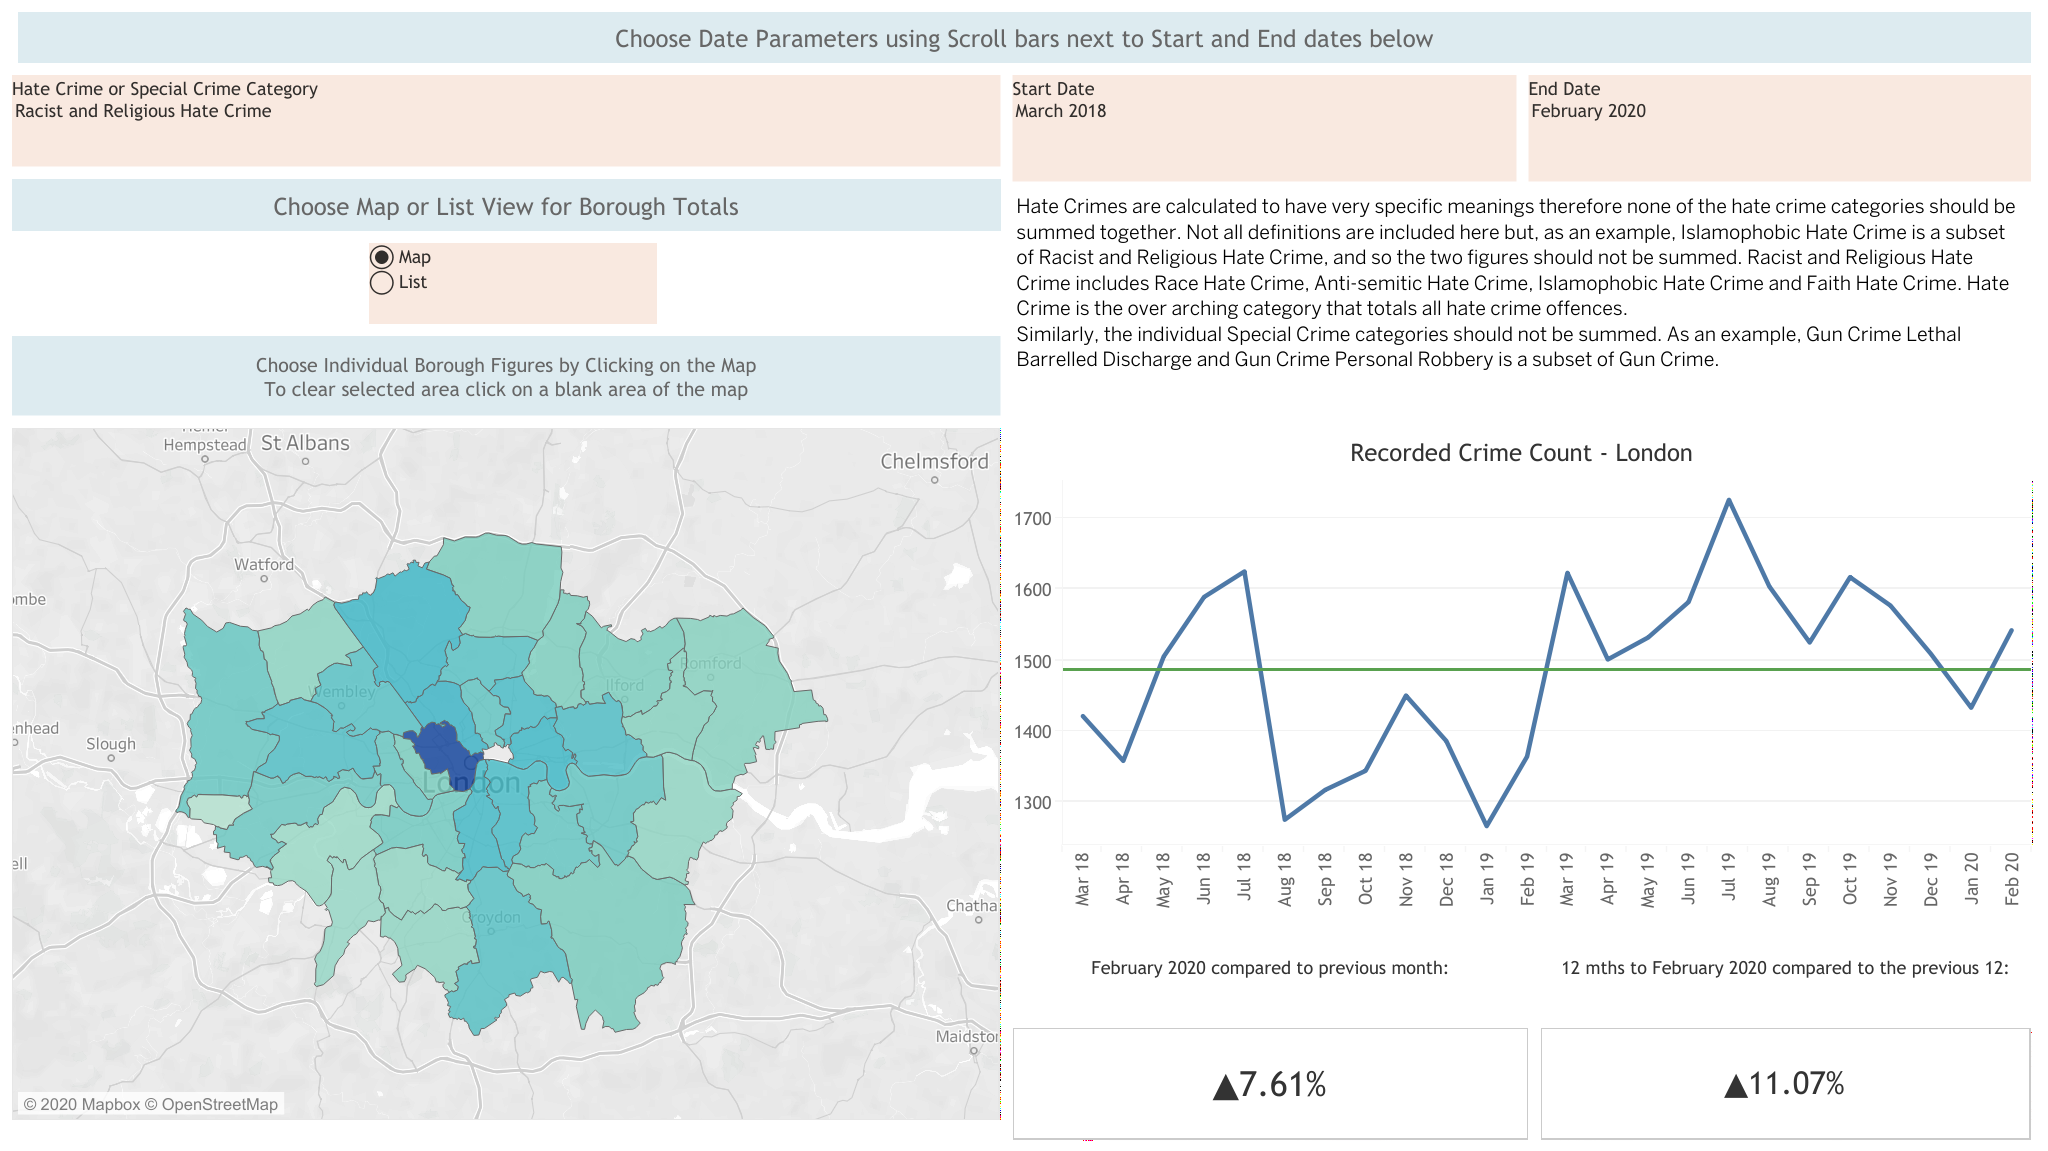 Choose Date Parameters using Scroll bars next to Start and End dates below
Hate Crime or Special Crime Category
Racist and Religious Hate Crime
Start Date
March 2018
End Date
February 2020
Choose Map or List View for Borough Totals
Map
List
Choose Individual Borough Figures by Clicking on the Map
To clear selected area click on a blank area of the map
Hate Crimes are calculated to have very specific meanings therefore none of the hate crime categories should be
summed together. Not all definitions are included here but, as an example, Islamophobic Hate Crime is a subset
of Racist and Religious Hate Crime, and so the two figures should not be summed. Racist and Religious Hate
Crime includes Race Hate Crime, Anti-semitic Hate Crime, Islamophobic Hate Crime and Faith Hate Crime. Hate
Crime is the over arching category that totals all hate crime offences.
Similarly, the individual Special Crime categories should not be summed. As an example, Gun Crime Lethal
Barrelled Discharge and Gun Crime Personal Robbery is a subset of Gun Crime.
Hempstead
St Albans
Chelmsford
Watford
ombe
Romford
Ilford
Wembley
enhead
Slough
London
ell
Croydon
Chatha
Maidsto
© 2020 Mapbox © OpenStreetMap
Recorded Crime Count - London
1700
1600
1500
1400
1300
Mar 18
Apr 18
May 18
Jun 18
Jul 18
Aug 18
Sep 18
Oct 18
Nov 18
Dec 18
Jan 19
Feb 19
Mar 19
Apr 19
May 19
Jun 19
Jul 19
Aug 19
Sep 19
Oct 19
Nov 19
Dec 19
Jan 20
Feb 20
February 2020 compared to previous month:
12 mths to February 2020 compared to the previous 12:
▲7.61%
▲11.07%